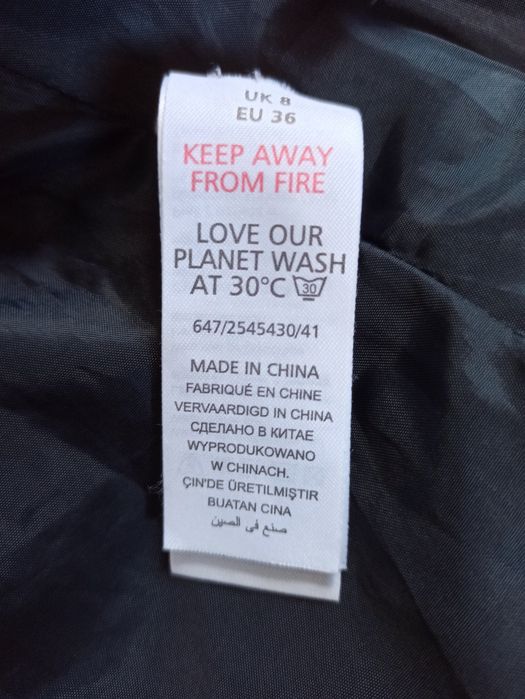 UK 8
EU 36
KEEP AWAY
FROM FIRE
LOVE OUR
PLANET WASH
AT 30°C 30
647/2545430/41
MADE IN CHINA
FABRIQUÉ EN CHINE
VERVAARDIGD IN CHINA
СДЕЛАНО В КИТАЕ
WYPRODUKOWANO
W CHINACH.
ÇIN'DE ÜRETILMIŞTIR
BUATAN CINA
صنع في الصين